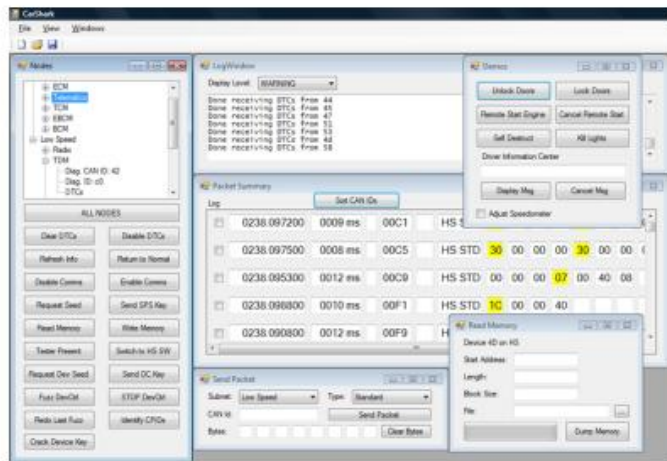 CarShark
File View Windows
Nodes
ECM
Telematics
TCM
EBCM
BCM
Low Speed
Radio
TDM
Diag. CAN ID: 42
Diag. ID: c0
DTCs
ALL NODES
Clear DTCs Disable DTCs
Refresh Info Return to Normal
Disable Comms Enable Comms
Request Seed Send SPS Key
Read Memory Write Memory
Tester Present Switch to HS SW
Request Dev Seed Send DC Key
Fuzz DevCtrl STOP DevCtrl
Redo Last Fuzz Identify CPIDs
Crack Device Key
LogWindow
Display Level: WARNING
Done receiving DTCs from 44
Done receiving DTCs from 45
Done receiving DTCs from 47
Done receiving DTCs from 51
Done receiving DTCs from 53
Done receiving DTCs from 4d
Done receiving DTCs from 58
Demos
Unlock Doors Lock Doors
Remote Start Engine Cancel Remote Start
Self Destruct Kill Lights
Driver Information Center
Display Msg Cancel Msg
Adjust Speedometer
Packet Summary
Log Sort CAN IDs
0238.097200 0009 ms 00C1 HS STD
0238.097500 0008 ms 00C5 HS STD 30 00 00 00 30 00 00
0238.095300 0012 ms 00C9 HS STD 00 00 00 07 00 40 08
0238.098800 0010 ms 00F1 HS STD 1C 00 00 40
0238.090800 0012 ms 00F9
Send Packet
Subnet: Low Speed Type: Standard
CAN Id: Send Packet
Bytes: Clear Bytes
Read Memory
Device 4D on HS
Start Address:
Length:
Block Size:
File: ...
Dump Memory